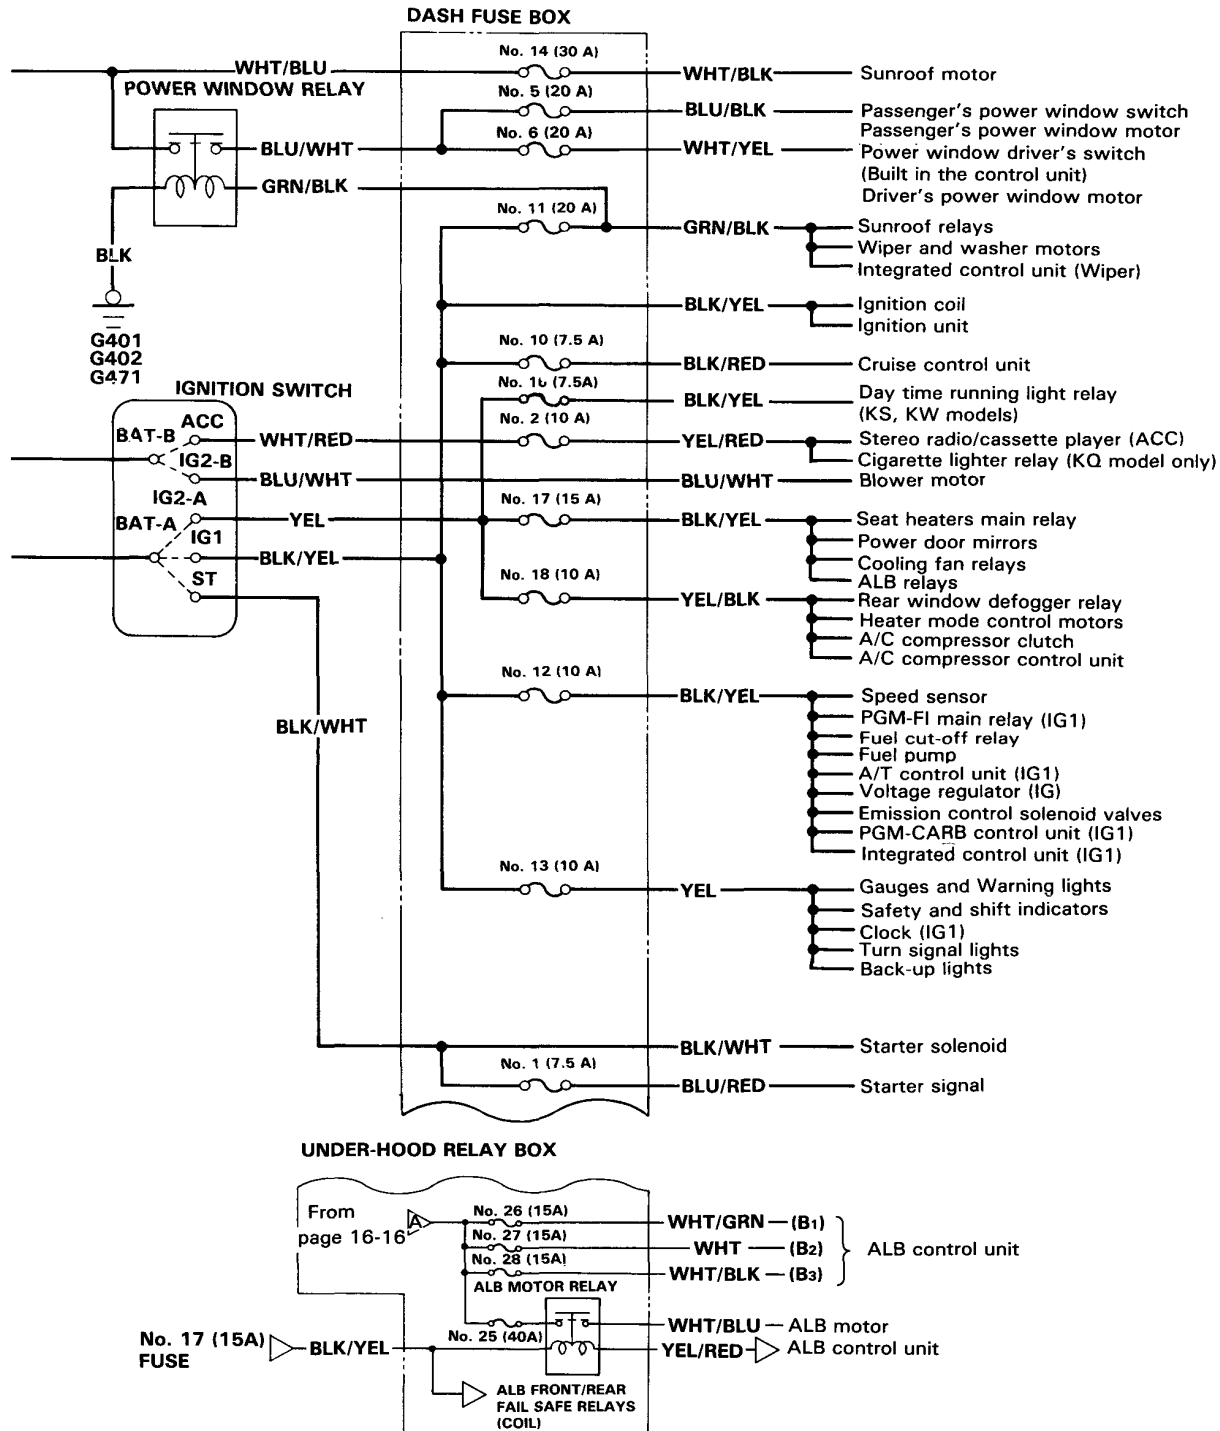 DASH FUSE BOX
No. 14 (30 A)
WHT/BLU
WHT/BLK
Sunroof motor
POWER WINDOW RELAY
No. 5 (20 A)
BLU/BLK
Passenger's power window switch
Passenger's power window motor
No. 6 (20 A)
BLU/WHT
WHT/YEL
Power window driver's switch
(Built in the control unit)
Driver's power window motor
GRN/BLK
No. 11 (20 A)
GRN/BLK
Sunroof relays
Wiper and washer motors
Integrated control unit (Wiper)
BLK
G401
G402
G471
BLK/YEL
Ignition coil
Ignition unit
No. 10 (7.5 A)
BLK/RED
Cruise control unit
IGNITION SWITCH
No. 16 (7.5A)
BLK/YEL
Day time running light relay
(KS, KW models)
ACC
BAT-B
IG2-B
WHT/RED
No. 2 (10 A)
YEL/RED
Stereo radio/cassette player (ACC)
Cigarette lighter relay (KQ model only)
BLU/WHT
BLU/WHT
Blower motor
IG2-A
BAT-A
IG1
ST
YEL
No. 17 (15 A)
BLK/YEL
Seat heaters main relay
Power door mirrors
Cooling fan relays
ALB relays
BLK/YEL
No. 18 (10 A)
YEL/BLK
Rear window defogger relay
Heater mode control motors
A/C compressor clutch
A/C compressor control unit
No. 12 (10 A)
BLK/YEL
Speed sensor
PGM-FI main relay (IG1)
Fuel cut-off relay
Fuel pump
A/T control unit (IG1)
Voltage regulator (IG)
Emission control solenoid valves
PGM-CARB control unit (IG1)
Integrated control unit (IG1)
BLK/WHT
No. 13 (10 A)
YEL
Gauges and Warning lights
Safety and shift indicators
Clock (IG1)
Turn signal lights
Back-up lights
BLK/WHT
Starter solenoid
No. 1 (7.5 A)
BLU/RED
Starter signal
UNDER-HOOD RELAY BOX
From
page 16-16
A
No. 26 (15A)
WHT/GRN
(B1)
No. 27 (15A)
WHT
(B2)
ALB control unit
No. 28 (15A)
WHT/BLK
(B3)
ALB MOTOR RELAY
No. 25 (40A)
WHT/BLU
ALB motor
No. 17 (15A)
FUSE
BLK/YEL
YEL/RED
ALB control unit
ALB FRONT/REAR
FAIL SAFE RELAYS
(COIL)